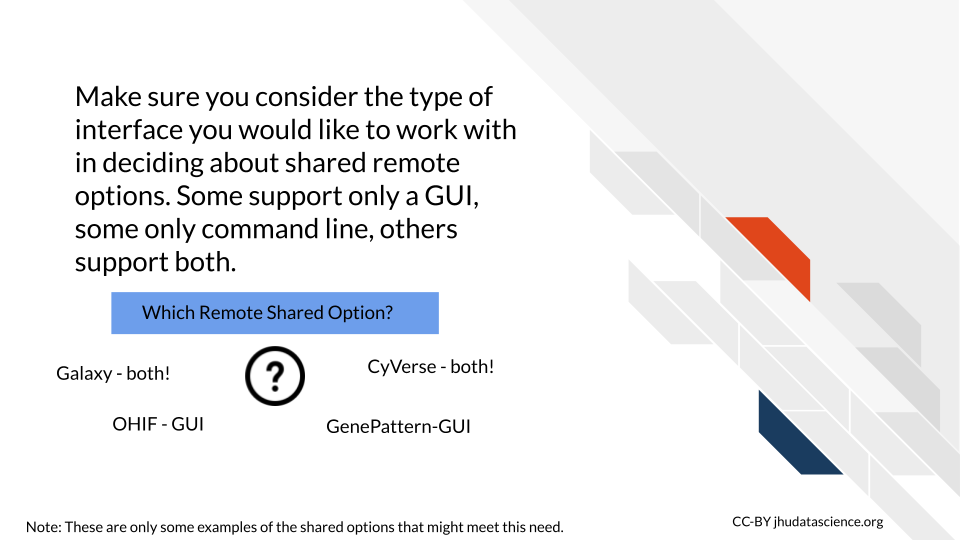 Make sure you consider the type of
interface you would like to work with
in deciding about shared remote
options. Some support only a GUI,
some only command line, others
support both.
Which Remote Shared Option?
Galaxy - both!
?
CyVerse - both!
OHIF - GUI
GenePattern-GUI
Note: These are only some examples of the shared options that might meet this need.
CC-BY jhudatascience.org